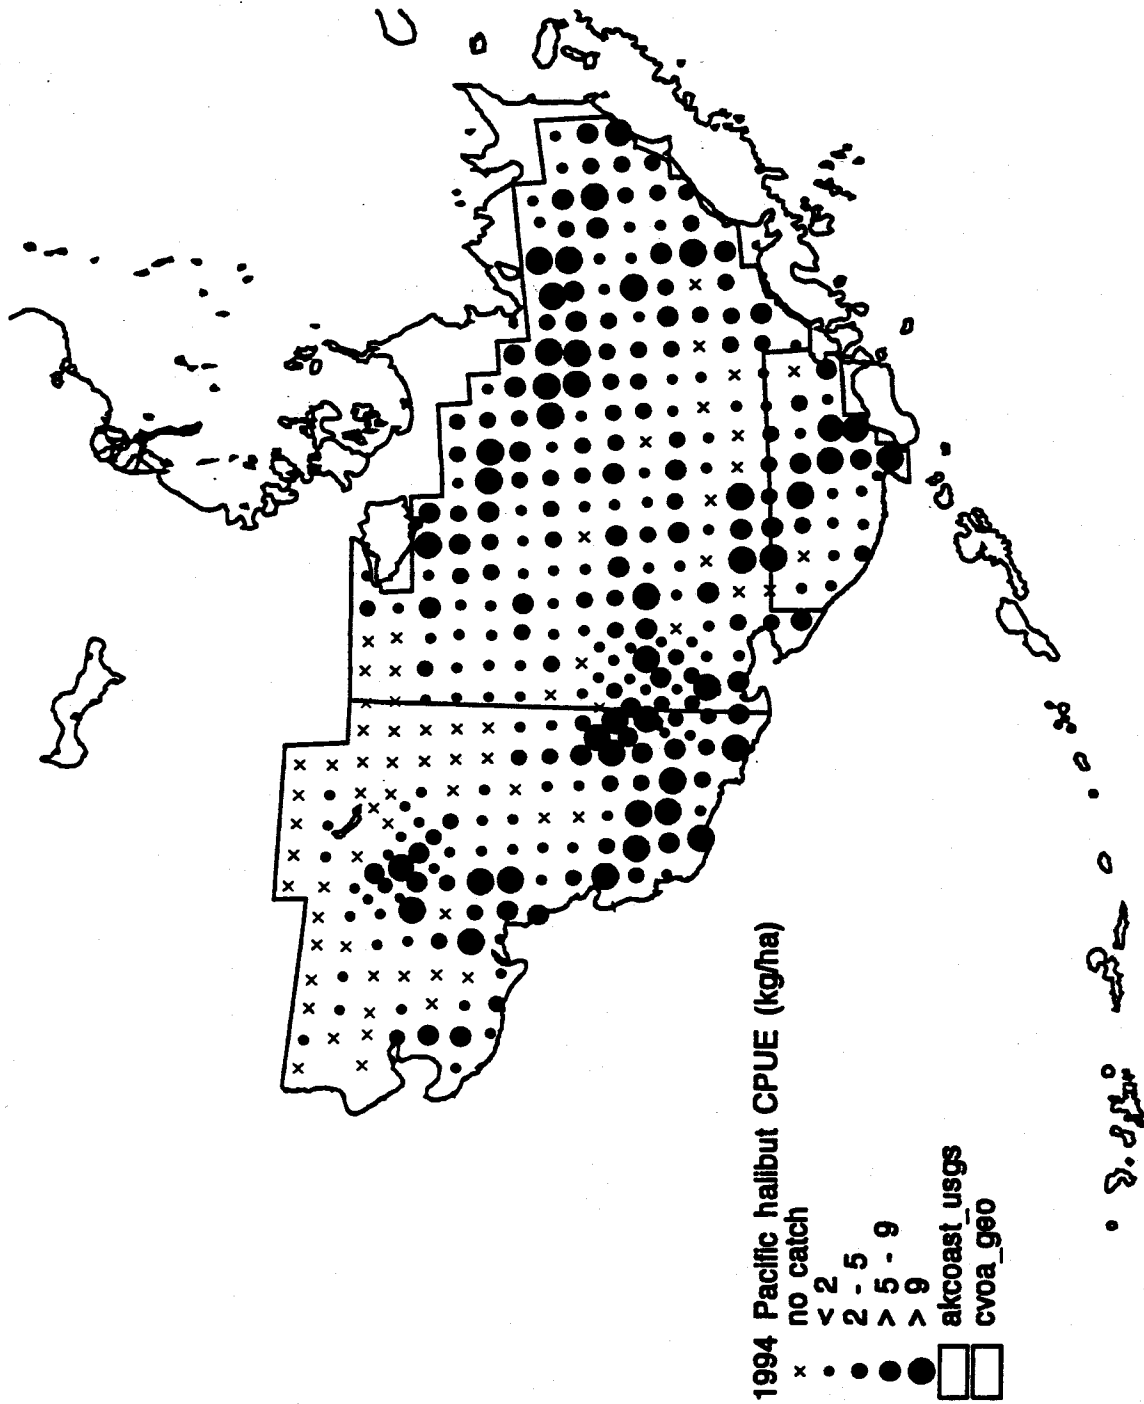 1994 Pacific halibut CPUE (kg/ha)
no catch
< 2
2 - 5
> 5 - 9
> 9
akcoast_usgs
cvoa_geo